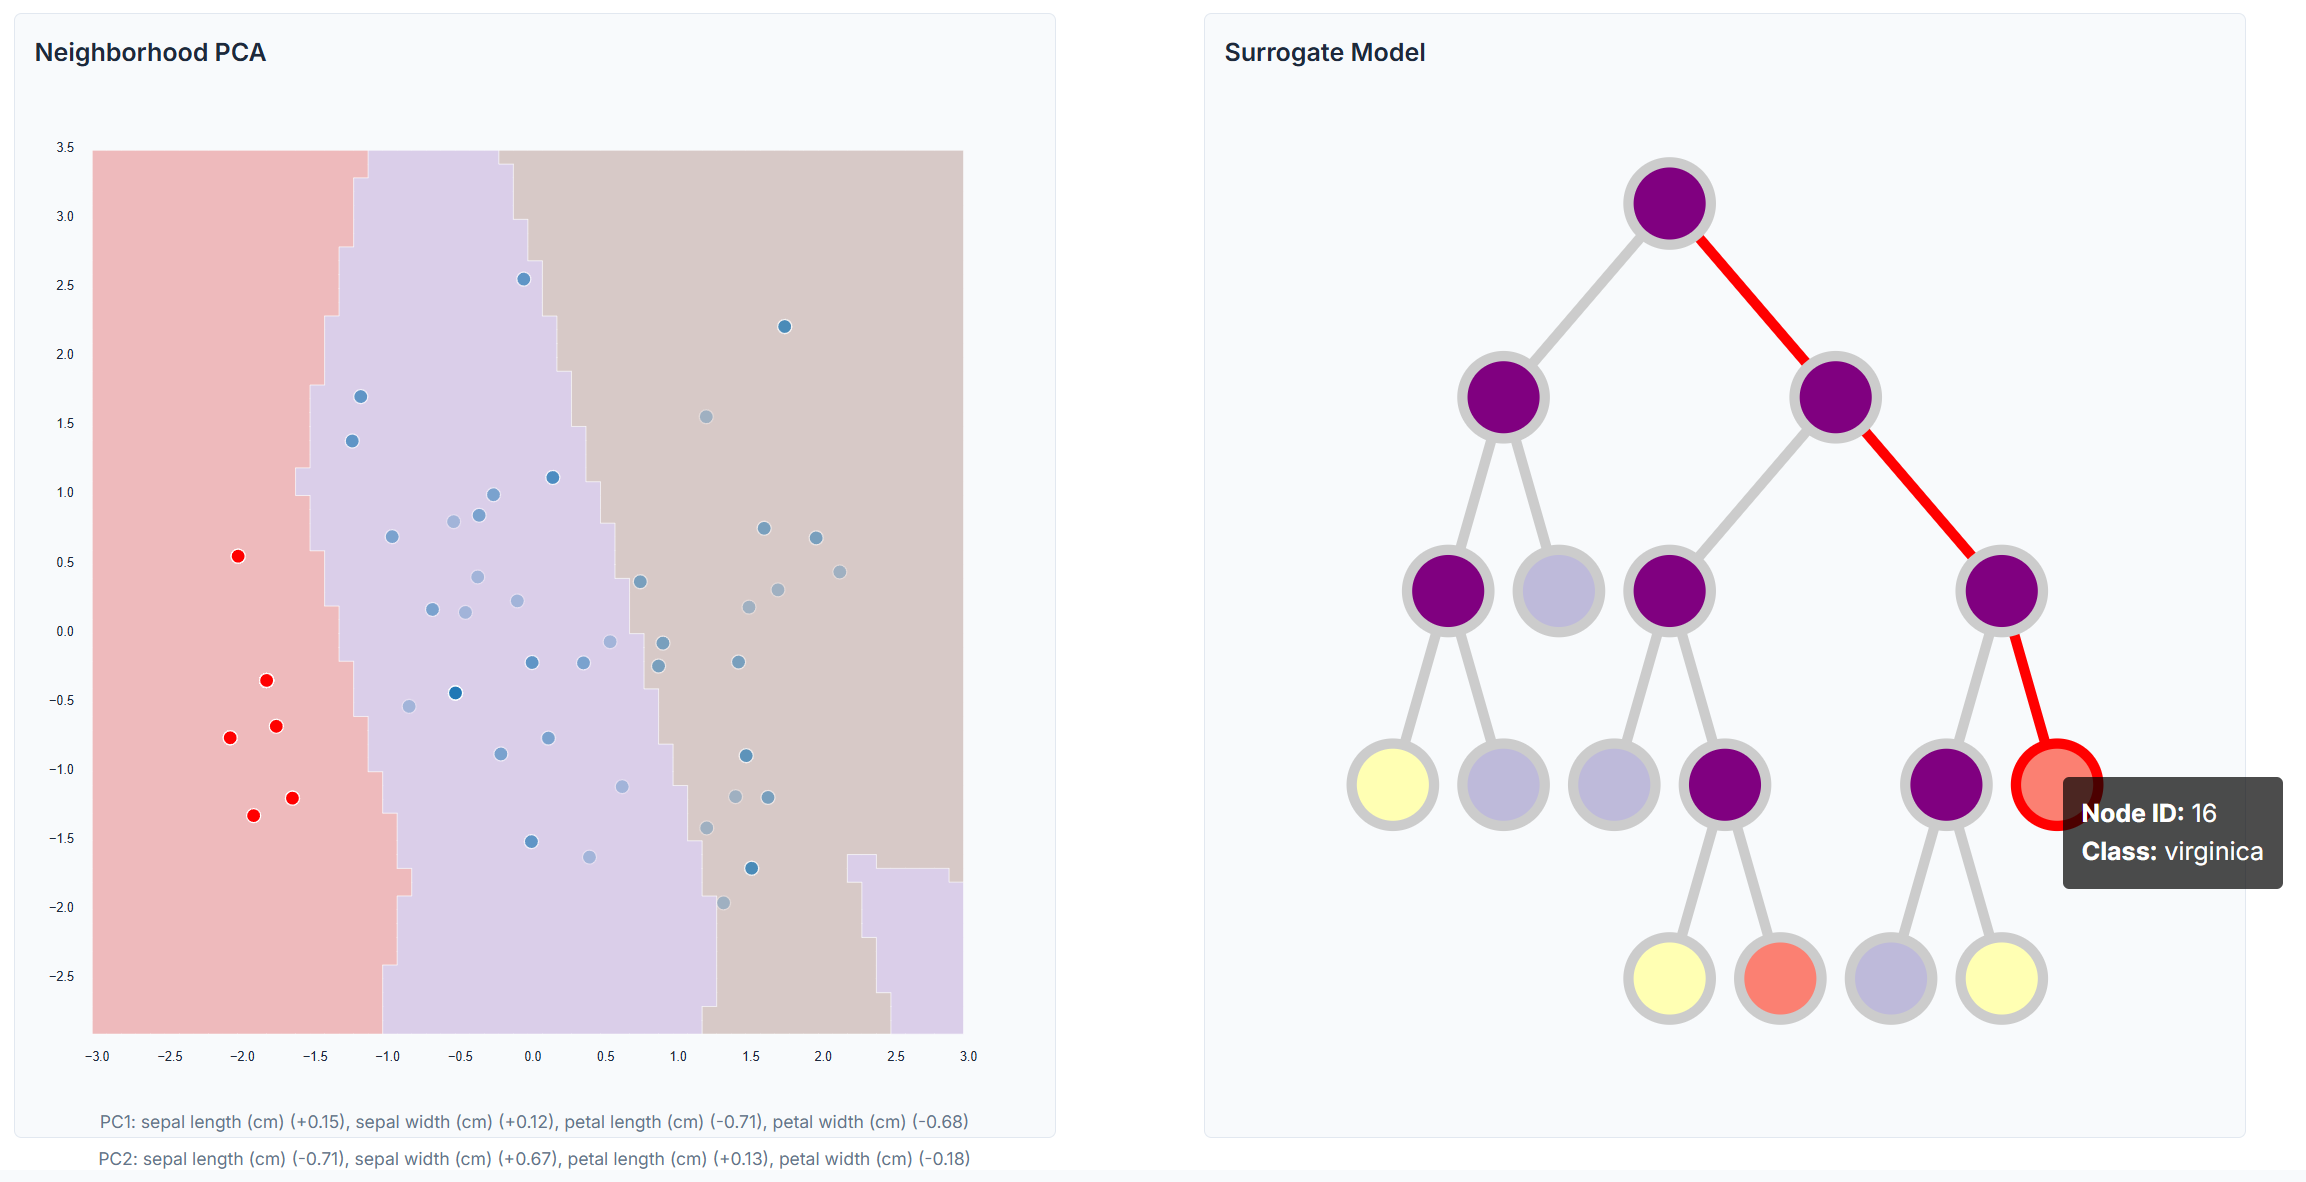 Neighborhood PCA
3.5
3.0
2.5
2.0
1.5
1.0
0.5
0.0
−0.5
−1.0
−1.5
−2.0
−2.5
−3.0 −2.5 −2.0 −1.5 −1.0 −0.5 0.0 0.5 1.0 1.5 2.0 2.5 3.0
PC1: sepal length (cm) (+0.15), sepal width (cm) (+0.12), petal length (cm) (-0.71), petal width (cm) (-0.68)
PC2: sepal length (cm) (-0.71), sepal width (cm) (+0.67), petal length (cm) (+0.13), petal width (cm) (-0.18)
Surrogate Model
Node ID: 16
Class: virginica